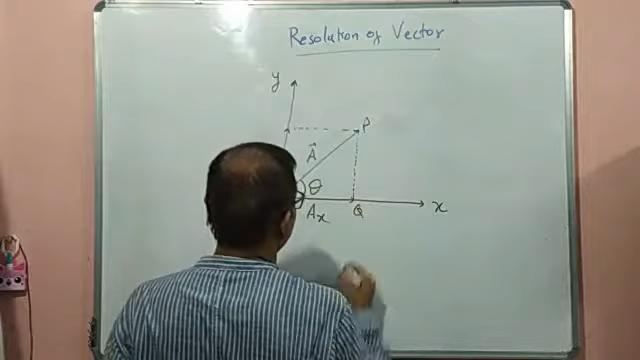 Resolution of Vector
y
P
A⃗
θ
Aₓ
Q
x